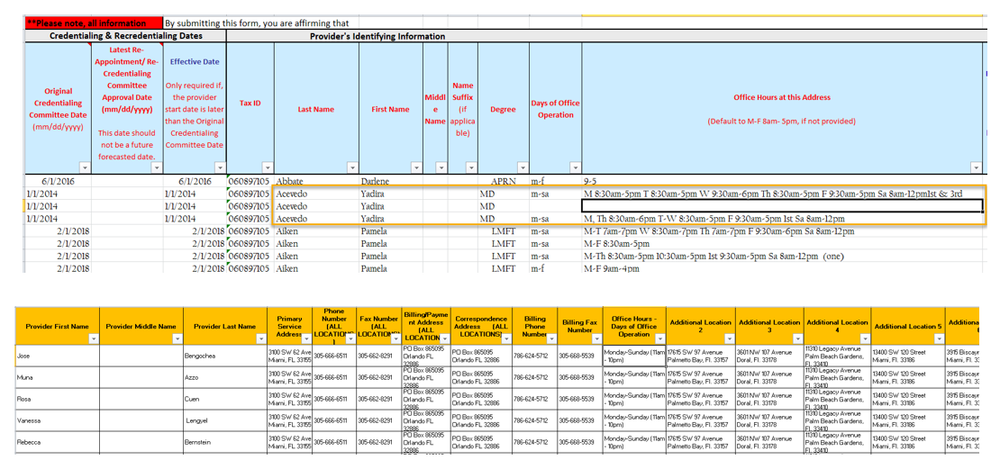 **Please note, all information By submitting this form, you are affirming that
Credentialing & Recredentialing Dates Provider's Identifying Information
Original Credentialing Committee Date (mm/dd/yyyy)
Latest Re-Appointment/ Re-Credentialing Committee Approval Date (mm/dd/yyyy)
This date should not be a future forecasted date.
Effective Date
Only required if, the provider start date is later than the Original Credentialing Committee Date
Tax ID
Last Name
First Name
Middle Name
Name Suffix (if applicable)
Degree
Days of Office Operation
Office Hours at this Address
(Default to M-F 8am- 5pm, if not provided)
6/1/2016 6/1/2016 060897105 Abbate Darlene APRN m-f 9-5
1/1/2014 1/1/2014 060897105 Acevedo Yadira MD m-sa M 8:30am-5pm T 8:30am-5pm W 9:30am-6pm Th 8:30am-5pm F 9:30am-5pm Sa 8am-12pm1st & 3rd
1/1/2014 1/1/2014 060897105 Acevedo Yadira MD
1/1/2014 1/1/2014 060897105 Acevedo Yadira MD m-sa M, Th 8:30am-6pm T-W 8:30am-5pm F 9:30am-5pm 1st Sa 8am-12pm
2/1/2018 2/1/2018 060897105 Aiken Pamela LMFT m-sa M-T 7am-7pm W 8:30am-7pm Th 7am-7pm F 9:30am-6pm Sa 8am-12pm
2/1/2018 2/1/2018 060897105 Aiken Pamela LMFT m-sa M-F 8:30am-5pm
2/1/2018 2/1/2018 060897105 Aiken Pamela LMFT m-sa M-Th 8:30am-5pm 10:30am-5pm 1st 9:30am-5pm Sa 8am-12pm (one)
2/1/2018 2/1/2018 060897105 Aiken Pamela LMFT m-f M-F 9am-4pm
Provider First Name
Provider Middle Name
Provider Last Name
Primary Service Address
Phone Number (ALL LOCATIONS)
Fax Number (ALL LOCATIONS)
Billing/Payment Address (ALL LOCATION
Correspondence Address (ALL LOCATIONS)
Billing Phone Number
Billing Fax Number
Office Hours - Days of Office Operation
Additional Location 2
Additional Location 3
Additional Location 4
Additional Location 5
Additiona
Jose Bengochea 3100 SW 62 Ave Miami, FL 33155 305-666-6511 305-662-8291 PO Box 865095 Orlando FL 32886 PO Box 865095 Orlando FL 32886 786-624-5712 305-668-5539 Monday-Sunday (11am - 10pm) 17615 SW 97 Avenue Palmetto Bay, Fl. 33157 3601 NW 107 Avenue Doral, Fl. 33178 11310 Legacy Avenue Palm Beach Gardens, Fl. 33410 13400 SW 120 Street Miami, Fl. 33186 3915 Biscayn Miami, Fl. 3
Muna Azzo 3100 SW 62 Ave Miami, FL 33155 305-666-6511 305-662-8291 PO Box 865095 Orlando FL 32886 PO Box 865095 Orlando FL 32886 786-624-5712 305-668-5539 Monday-Sunday (11am - 10pm) 17615 SW 97 Avenue Palmetto Bay, Fl. 33157 3601 NW 107 Avenue Doral, Fl. 33178 11310 Legacy Avenue Palm Beach Gardens, Fl. 33410 13400 SW 120 Street Miami, Fl. 33186 3915 Biscayn Miami, Fl. 3
Rosa Cuen 3100 SW 62 Ave Miami, FL 33155 305-666-6511 305-662-8291 PO Box 865095 Orlando FL 32886 PO Box 865095 Orlando FL 32886 786-624-5712 305-668-5539 Monday-Sunday (11am - 10pm) 17615 SW 97 Avenue Palmetto Bay, Fl. 33157 3601 NW 107 Avenue Doral, Fl. 33178 11310 Legacy Avenue Palm Beach Gardens, Fl. 33410 13400 SW 120 Street Miami, Fl. 33186 3915 Biscayn Miami, Fl. 3
Vanessa Lengyel 3100 SW 62 Ave Miami, FL 33155 305-666-6511 305-662-8291 PO Box 865095 Orlando FL 32886 PO Box 865095 Orlando FL 32886 786-624-5712 305-668-5539 Monday-Sunday (11am - 10pm) 17615 SW 97 Avenue Palmetto Bay, Fl. 33157 3601 NW 107 Avenue Doral, Fl. 33178 11310 Legacy Avenue Palm Beach Gardens, Fl. 33410 13400 SW 120 Street Miami, Fl. 33186 3915 Biscayn Miami, Fl. 3
Rebecca Bernstein 3100 SW 62 Ave Miami, FL 33155 305-666-6511 305-662-8291 PO Box 865095 Orlando FL 32886 PO Box 865095 Orlando FL 32886 786-624-5712 305-668-5539 Monday-Sunday (11am - 10pm) 17615 SW 97 Avenue Palmetto Bay, Fl. 33157 3601 NW 107 Avenue Doral, Fl. 33178 11310 Legacy Avenue Palm Beach Gardens, Fl. 33410 13400 SW 120 Street Miami, Fl. 33186 3915 Biscayn Miami, Fl. 3